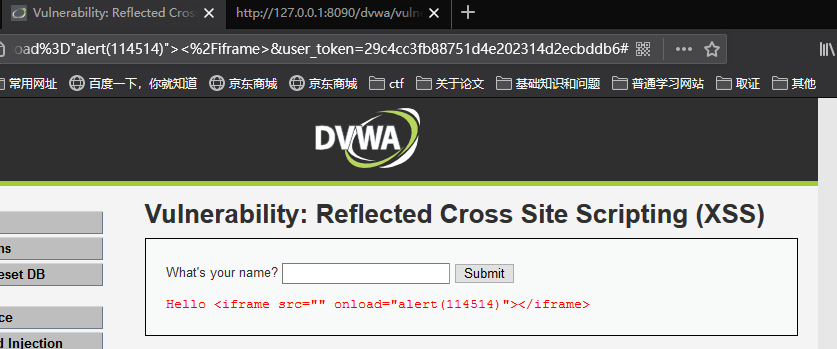 Vulnerability: Reflected Cros
http://127.0.0.1:8090/dvwa/vuln
oad%3D"alert(114514)"><%2Fiframe>&user_token=29c4cc3fb88751d4e202314d2ecbddb6#
常用网址 百度一下，你就知道 京东商城 京东商城 ctf 关于论文 基础知识和问题 普通学习网站 取证 其他
DVWA
Vulnerability: Reflected Cross Site Scripting (XSS)
ns
eset DB
ce
d Injection
What's your name? Submit
Hello <iframe src="" onload="alert(114514)"></iframe>